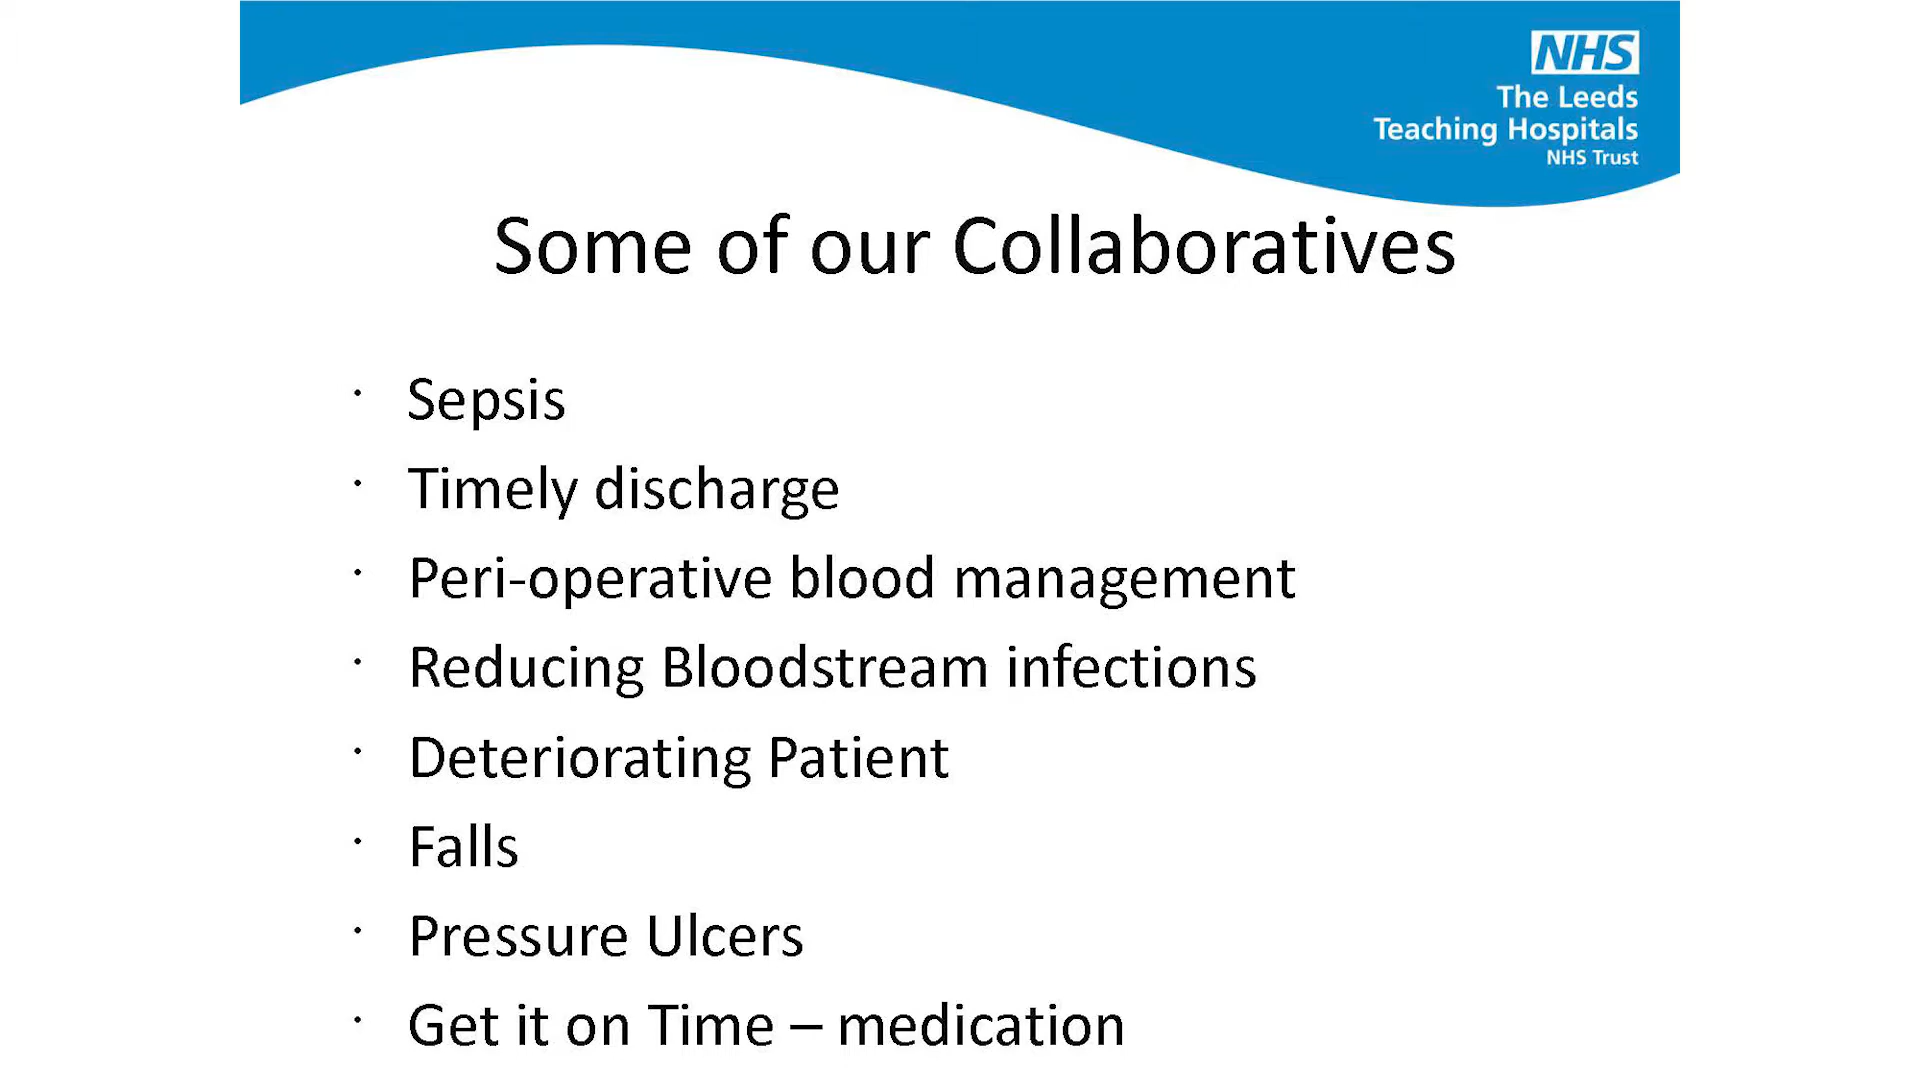 NHS
The Leeds
Teaching Hospitals
NHS Trust
Some of our Collaboratives
· Sepsis
· Timely discharge
· Peri-operative blood management
· Reducing Bloodstream infections
· Deteriorating Patient
· Falls
· Pressure Ulcers
· Get it on Time – medication